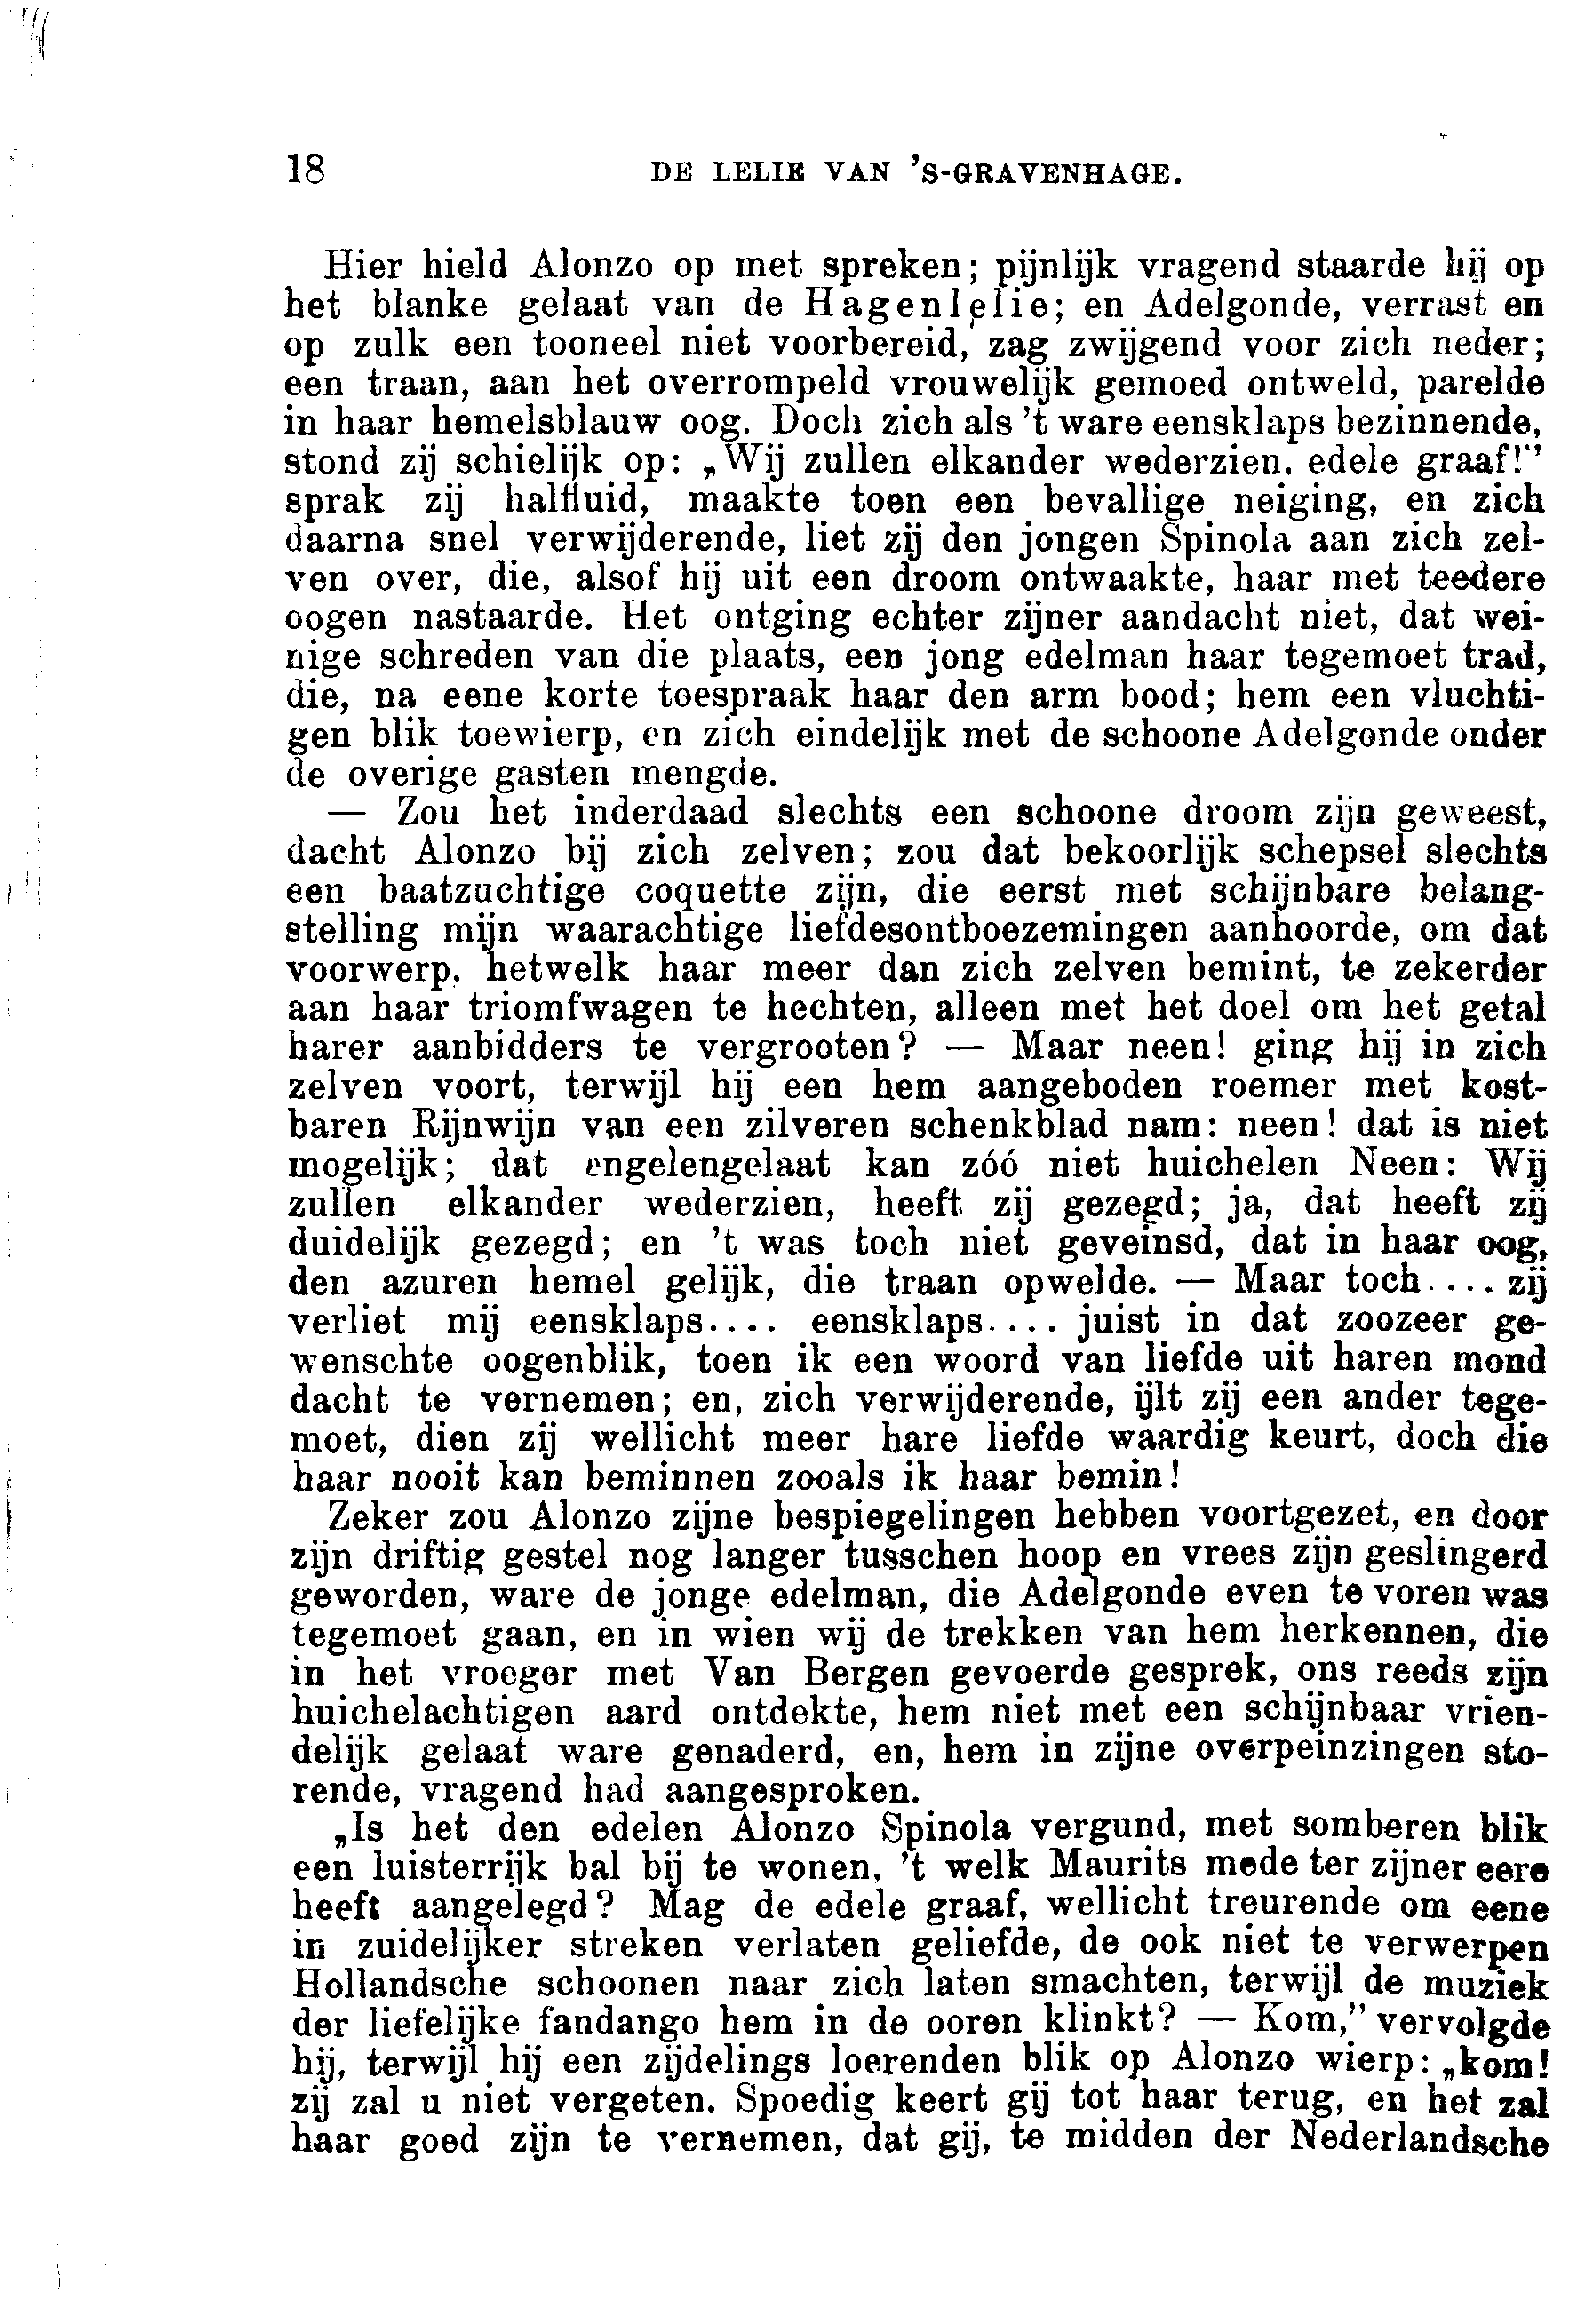 18 DE LELIE VAN 'S-GRAVENHAGE.
Hier hield Alonzo op met spreken; pijnlijk vragend staarde hij op
het blanke gelaat van de Hagenlelie; en Adelgonde, verrast en
op zulk een tooneel niet voorbereid, zag zwijgend voor zich neder;
een traan, aan het overrompeld vrouwelijk gemoed ontweld, parelde
in haar hemelsblauw oog. Doch zich als 't ware eensklaps bezinnende,
stond zij schielijk op: „Wij zullen elkander wederzien, edele graaf!”
sprak zij halfluid, maakte toen een bevallige neiging, en zich
daarna snel verwijderende, liet zij den jongen Spinola aan zich zel-
ven over, die, alsof hij uit een droom ontwaakte, haar met teedere
oogen nastaarde. Het ontging echter zijner aandacht niet, dat wei-
nige schreden van die plaats, een jong edelman haar tegemoet trad,
die, na eene korte toespraak haar den arm bood; hem een vluchti-
gen blik toewierp, en zich eindelijk met de schoone Adelgonde onder
de overige gasten mengde.
— Zou het inderdaad slechts een schoone droom zijn geweest,
dacht Alonzo bij zich zelven; zou dat bekoorlijk schepsel slechts
een baatzuchtige coquette zijn, die eerst met schijnbare belang-
stelling mijn waarachtige liefdesontboezemingen aanhoorde, om dat
voorwerp, hetwelk haar meer dan zich zelven bemint, te zekerder
aan haar triomfwagen te hechten, alleen met het doel om het getal
harer aanbidders te vergrooten? — Maar neen! ging hij in zich
zelven voort, terwijl hij een hem aangeboden roemer met kost-
baren Rijnwijn van een zilveren schenkblad nam: neen! dat is niet
mogelijk; dat engelengelaat kan zóó niet huichelen Neen: Wij
zullen elkander wederzien, heeft zij gezegd; ja, dat heeft zij
duidelijk gezegd; en 't was toch niet geveinsd, dat in haar oog,
den azuren hemel gelijk, die traan opwelde. — Maar toch.... zij
verliet mij eensklaps.... eensklaps.... juist in dat zoozeer ge-
wenschte oogenblik, toen ik een woord van liefde uit haren mond
dacht te vernemen; en, zich verwijderende, ijlt zij een ander tege-
moet, dien zij wellicht meer hare liefde waardig keurt, doch die
haar nooit kan beminnen zooals ik haar bemin!
Zeker zou Alonzo zijne bespiegelingen hebben voortgezet, en door
zijn driftig gestel nog langer tusschen hoop en vrees zijn geslingerd
geworden, ware de jonge edelman, die Adelgonde even te voren was
tegemoet gaan, en in wien wij de trekken van hem herkennen, die
in het vroeger met Van Bergen gevoerde gesprek, ons reeds zijn
huichelachtigen aard ontdekte, hem niet met een schijnbaar vrien-
delijk gelaat ware genaderd, en, hem in zijne overpeinzingen sto-
rende, vragend had aangesproken.
„Is het den edelen Alonzo Spinola vergund, met somberen blik
een luisterrijk bal bij te wonen, 't welk Maurits mede ter zijner eere
heeft aangelegd? Mag de edele graaf, wellicht treurende om eene
in zuidelijker streken verlaten geliefde, de ook niet te verwerpen
Hollandsche schoonen naar zich laten smachten, terwijl de muziek
der liefelijke fandango hem in de ooren klinkt? — Kom,” vervolgde
hij, terwijl hij een zijdelings loerenden blik op Alonzo wierp: „kom!
zij zal u niet vergeten. Spoedig keert gij tot haar terug, en het zal
haar goed zijn te vernemen, dat gij, te midden der Nederlandsche